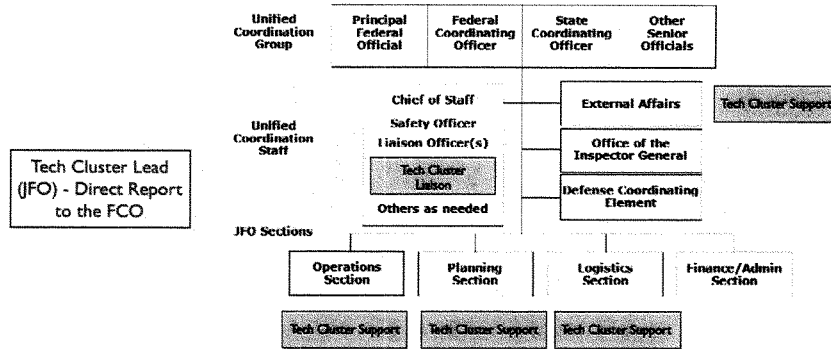 Unified
Coordination
Group
Principal
Federal
Official
Federal
Coordinating
Officer
State
Coordinating
Officer
Other
Senior
Officials
Unified
Coordination
Staff
Chief of Staff
Safety Officer
Liaison Officer(s)
Tech Cluster
Liaison
Others as needed
External Affairs
Tech Cluster Support
Office of the
Inspector General
Defense Coordinating
Element
Tech Cluster Lead
(JFO) - Direct Report
to the FCO
JFO Sections
Operations
Section
Planning
Section
Logistics
Section
Finance/Admin
Section
Tech Cluster Support
Tech Cluster Support
Tech Cluster Support